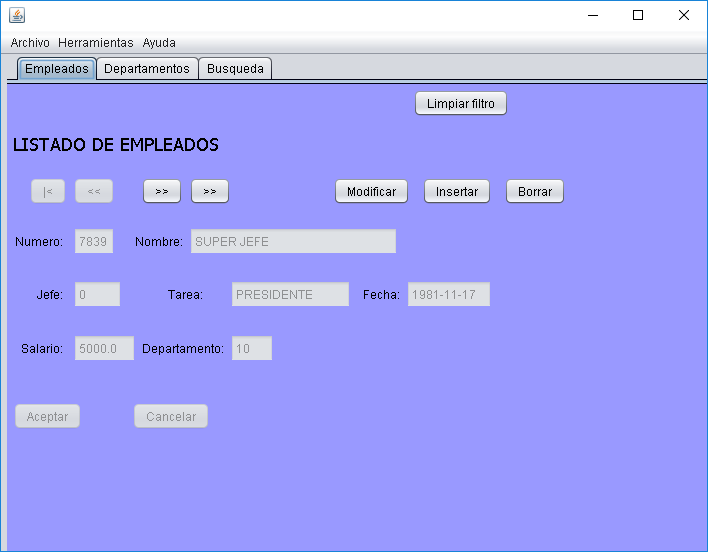 Archivo Herramientas Ayuda
Empleados Departamentos Busqueda
Limpiar filtro
LISTADO DE EMPLEADOS
|< << >> >> Modificar Insertar Borrar
Numero: 7839 Nombre: SUPER JEFE
Jefe: 0 Tarea: PRESIDENTE Fecha: 1981-11-17
Salario: 5000.0 Departamento: 10
Aceptar Cancelar